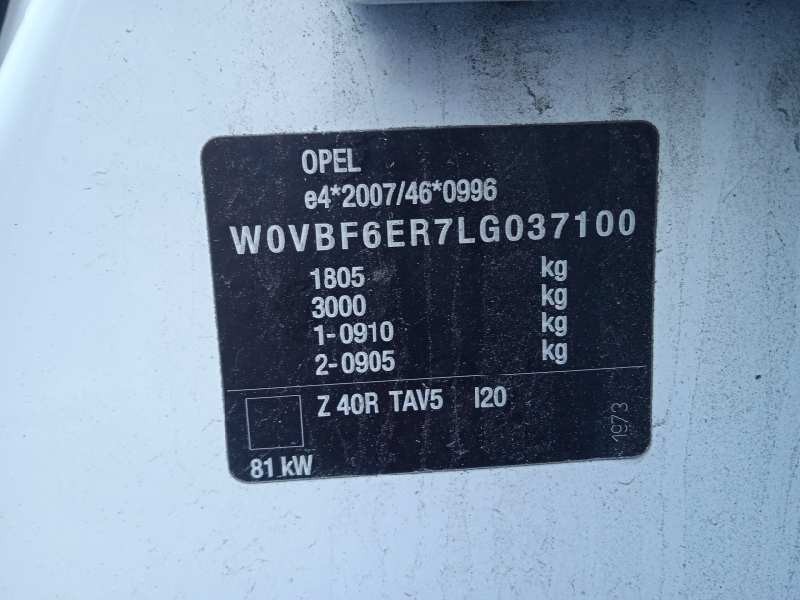 OPEL
e4*2007/46*0996
W0VBF6ER7LG037100
1805 kg
3000 kg
1-0910 kg
2-0905 kg
Z 40R TAV5 I20
1973
81 kW